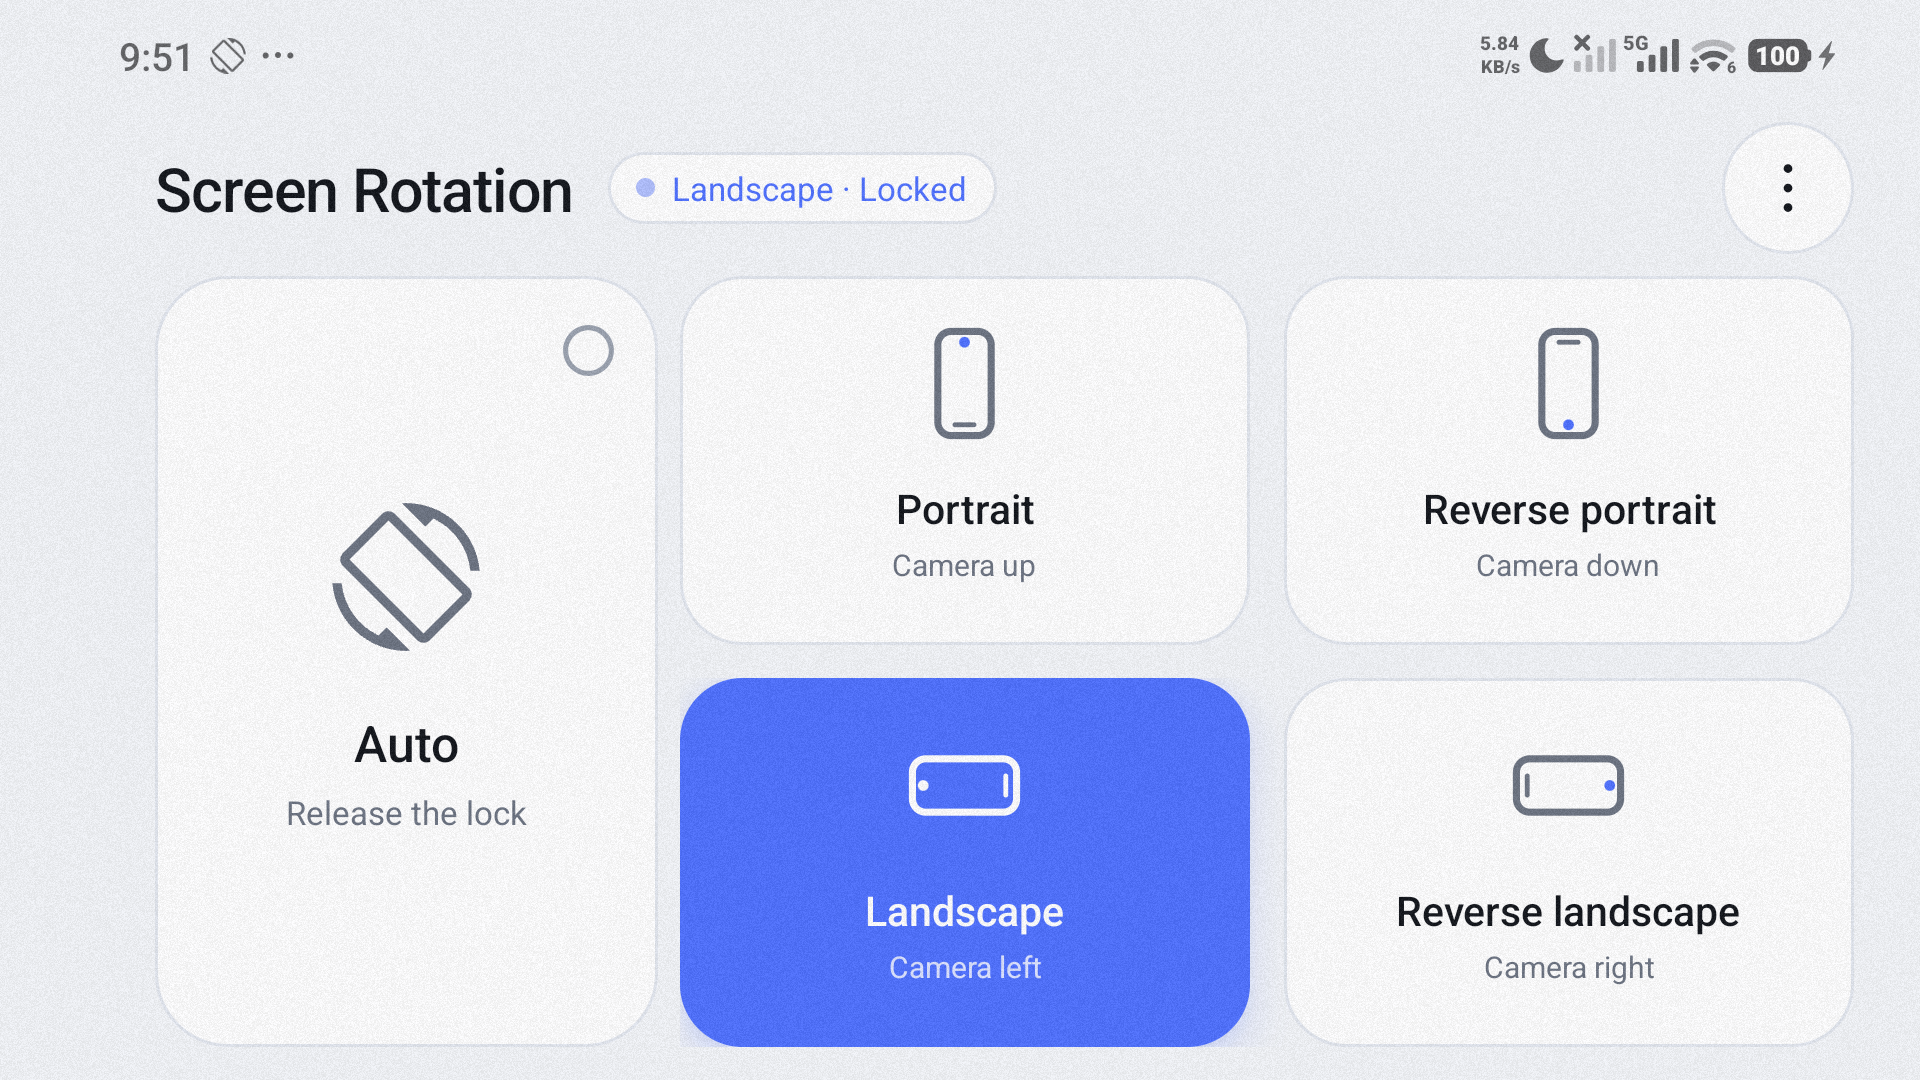 9:51
5.84
KB/s
5G
6
100
Screen Rotation
Landscape · Locked
Auto
Release the lock
Portrait
Camera up
Reverse portrait
Camera down
Landscape
Camera left
Reverse landscape
Camera right